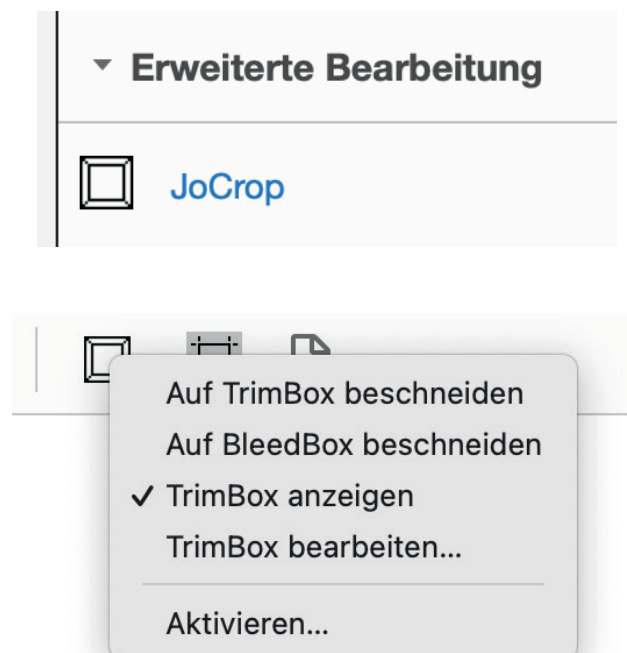 Erweiterte Bearbeitung
JoCrop
Auf TrimBox beschneiden
Auf BleedBox beschneiden
TrimBox anzeigen
TrimBox bearbeiten...
Aktivieren...